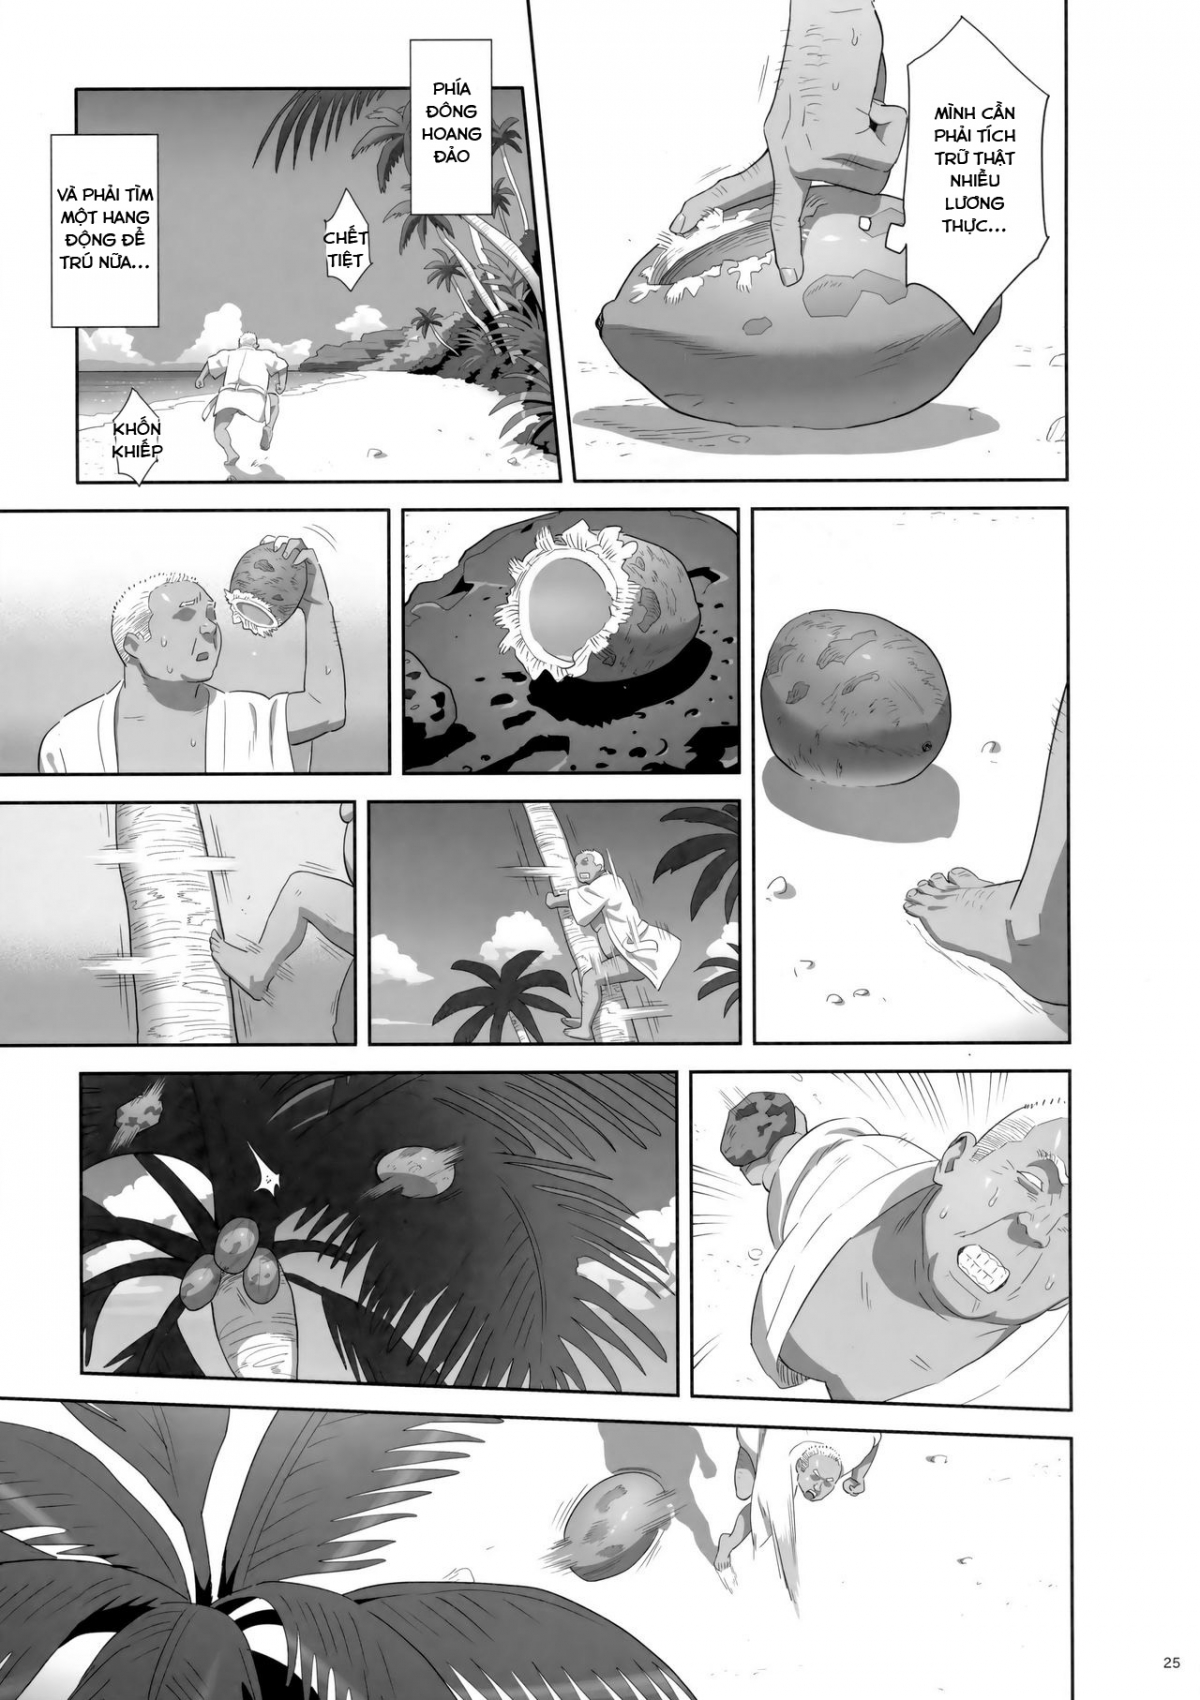 MÌNH CẦN
PHẢI TÍCH
TRỮ THẬT
NHIỀU
LƯƠNG
THỰC...
PHÍA
ĐÔNG
HOANG
ĐẢO
CHẾT
TIỆT
VÀ PHẢI TÌM
MỘT HANG
ĐỘNG ĐỂ
TRÚ NỮA...
KHỐN
KHIẾP
25